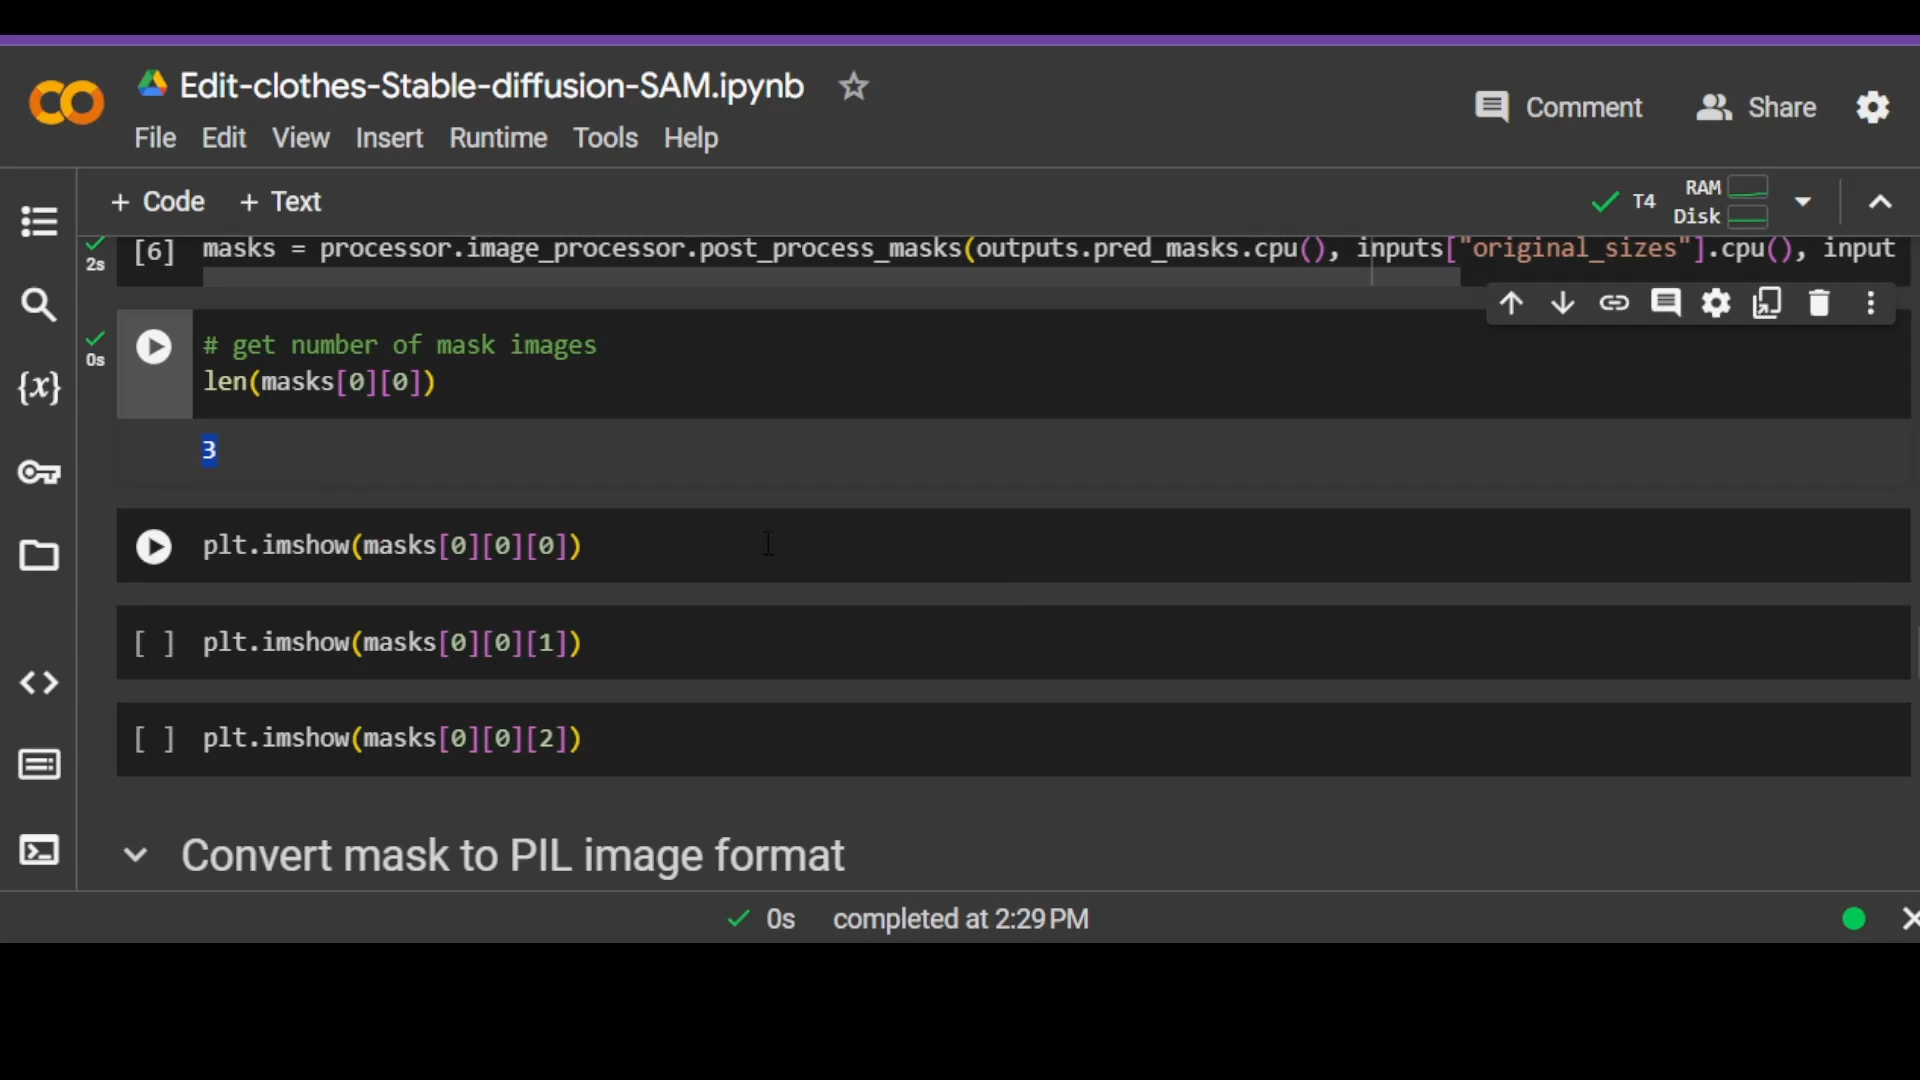 Edit-clothes-Stable-diffusion-SAM.ipynb
File Edit View Insert Runtime Tools Help
Comment Share
+ Code + Text
T4 RAM
Disk
2s [6] masks = processor.image_processor.post_process_masks(outputs.pred_masks.cpu(), inputs["original_sizes"].cpu(), input
0s # get number of mask images
len(masks[0][0])
3
plt.imshow(masks[0][0][0])
[ ] plt.imshow(masks[0][0][1])
[ ] plt.imshow(masks[0][0][2])
Convert mask to PIL image format
0s completed at 2:29 PM